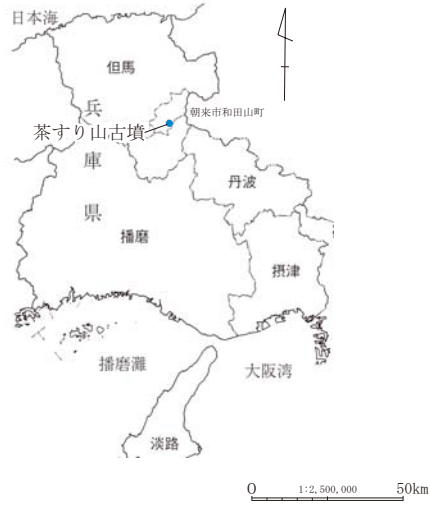 日本海
但馬
兵庫県
朝来市和田山町
茶すり山古墳
丹波
播磨
摂津
播磨灘
大阪湾
淡路
0 1:2,500,000 50km